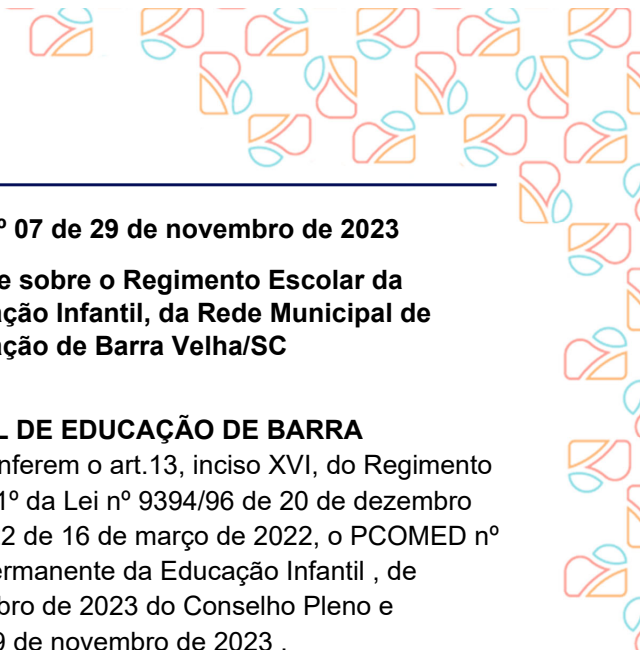 º 07 de 29 de novembro de 2023
e sobre o Regimento Escolar da
ação Infantil, da Rede Municipal de
ação de Barra Velha/SC
L DE EDUCAÇÃO DE BARRA
nferem o art.13, inciso XVI, do Regimento
1º da Lei nº 9394/96 de 20 de dezembro
2 de 16 de março de 2022, o PCOMED nº
ermanente da Educação Infantil , de
bro de 2023 do Conselho Pleno e
9 de novembro de 2023 .